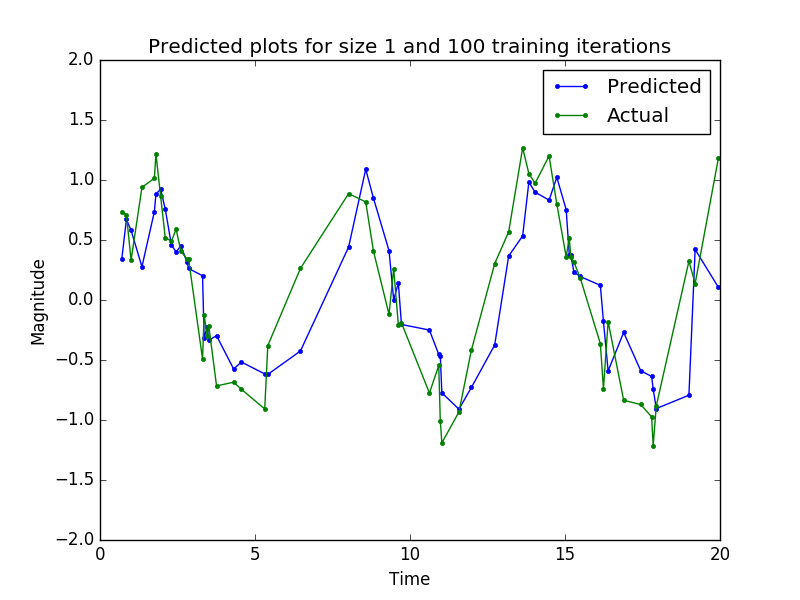 Predicted plots for size 1 and 100 training iterations
Predicted
Actual
2.0
1.5
1.0
0.5
0.0
−0.5
−1.0
−1.5
−2.0
Magnitude
0 5 10 15 20
Time